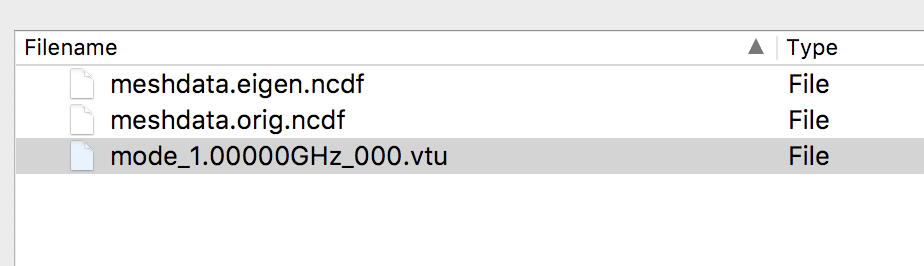 Filename Type
meshdata.eigen.ncdf File
meshdata.orig.ncdf File
mode_1.00000GHz_000.vtu File